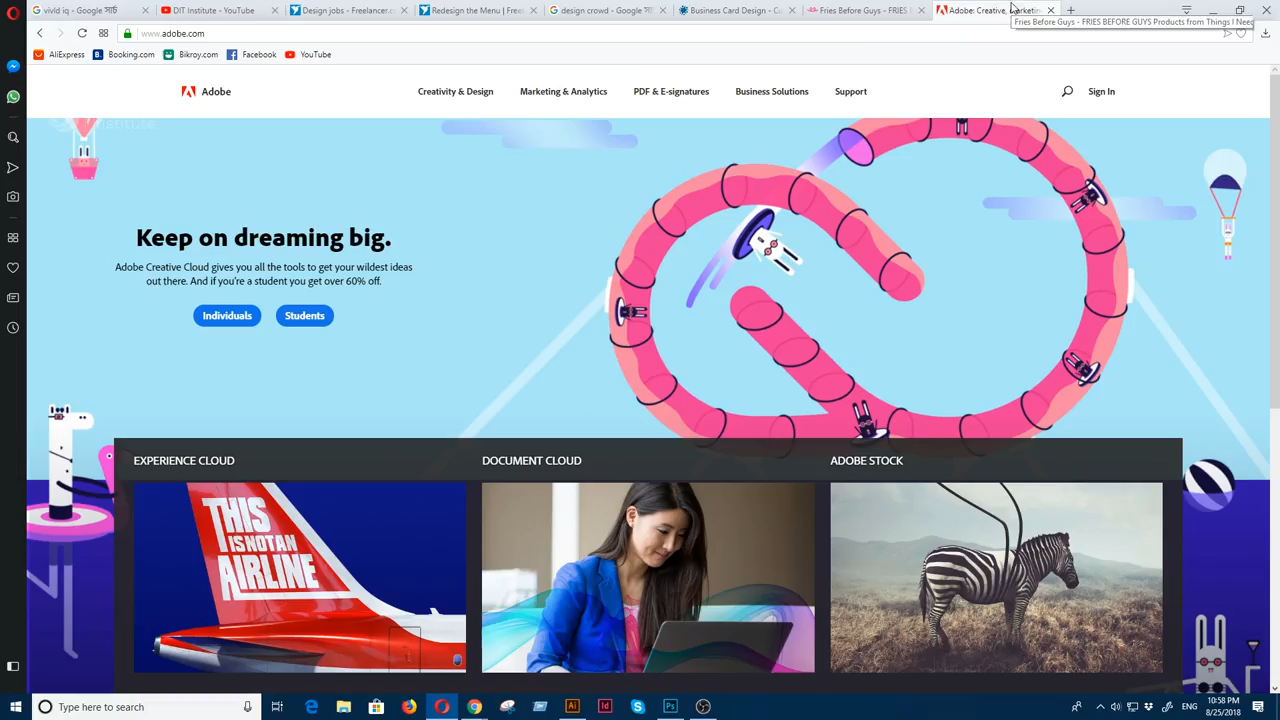 vivid iq - Google সার্চ
DIT Institute - YouTube
Design jobs - Freelancer.c
Redesign the Menu | Freel
design crowd - Google স
Business Card Design - Ca
Fries Before Guys - FRIES
Adobe: Creative, marketin
Fries Before Guys - FRIES BEFORE GUYS Products from Things I Need
www.adobe.com
AliExpress
Booking.com
Bikroy.com
Facebook
YouTube
Adobe
Creativity & Design
Marketing & Analytics
PDF & E-signatures
Business Solutions
Support
Sign In
Keep on dreaming big.
Adobe Creative Cloud gives you all the tools to get your wildest ideas
out there. And if you're a student you get over 60% off.
Individuals
Students
EXPERIENCE CLOUD
DOCUMENT CLOUD
ADOBE STOCK
THIS
IS NOT AN
AIRLINE
Type here to search
Ai
Id
Ps
ENG
10:58 PM
8/25/2018